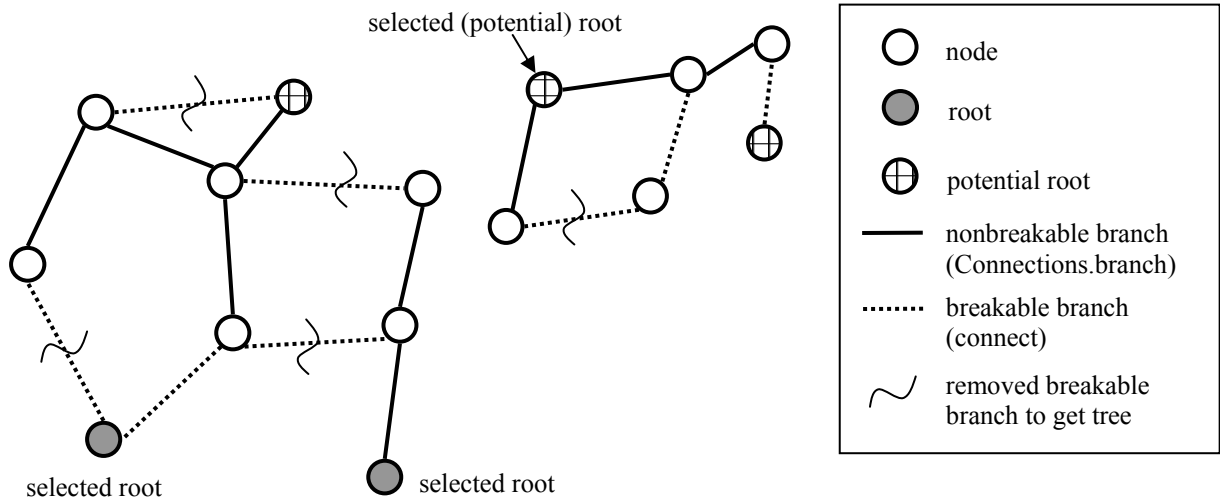 selected (potential) root
selected root
selected root
node
root
potential root
nonbreakable branch
(Connections.branch)
breakable branch
(connect)
removed breakable
branch to get tree